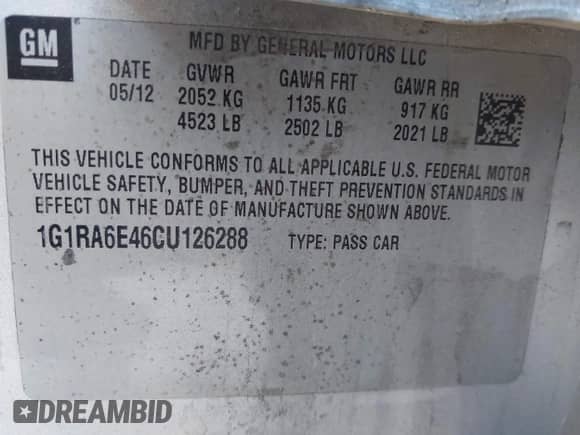 GM
MFD BY GENERAL MOTORS LLC
DATE GVWR GAWR FRT GAWR RR
05/12 2052 KG 1135 KG 917 KG
4523 LB 2502 LB 2021 LB
THIS VEHICLE CONFORMS TO ALL APPLICABLE U.S. FEDERAL MOTOR
VEHICLE SAFETY, BUMPER, AND THEFT PREVENTION STANDARDS IN
EFFECT ON THE DATE OF MANUFACTURE SHOWN ABOVE.
1G1RA6E46CU126288 TYPE: PASS CAR
DREAMBID